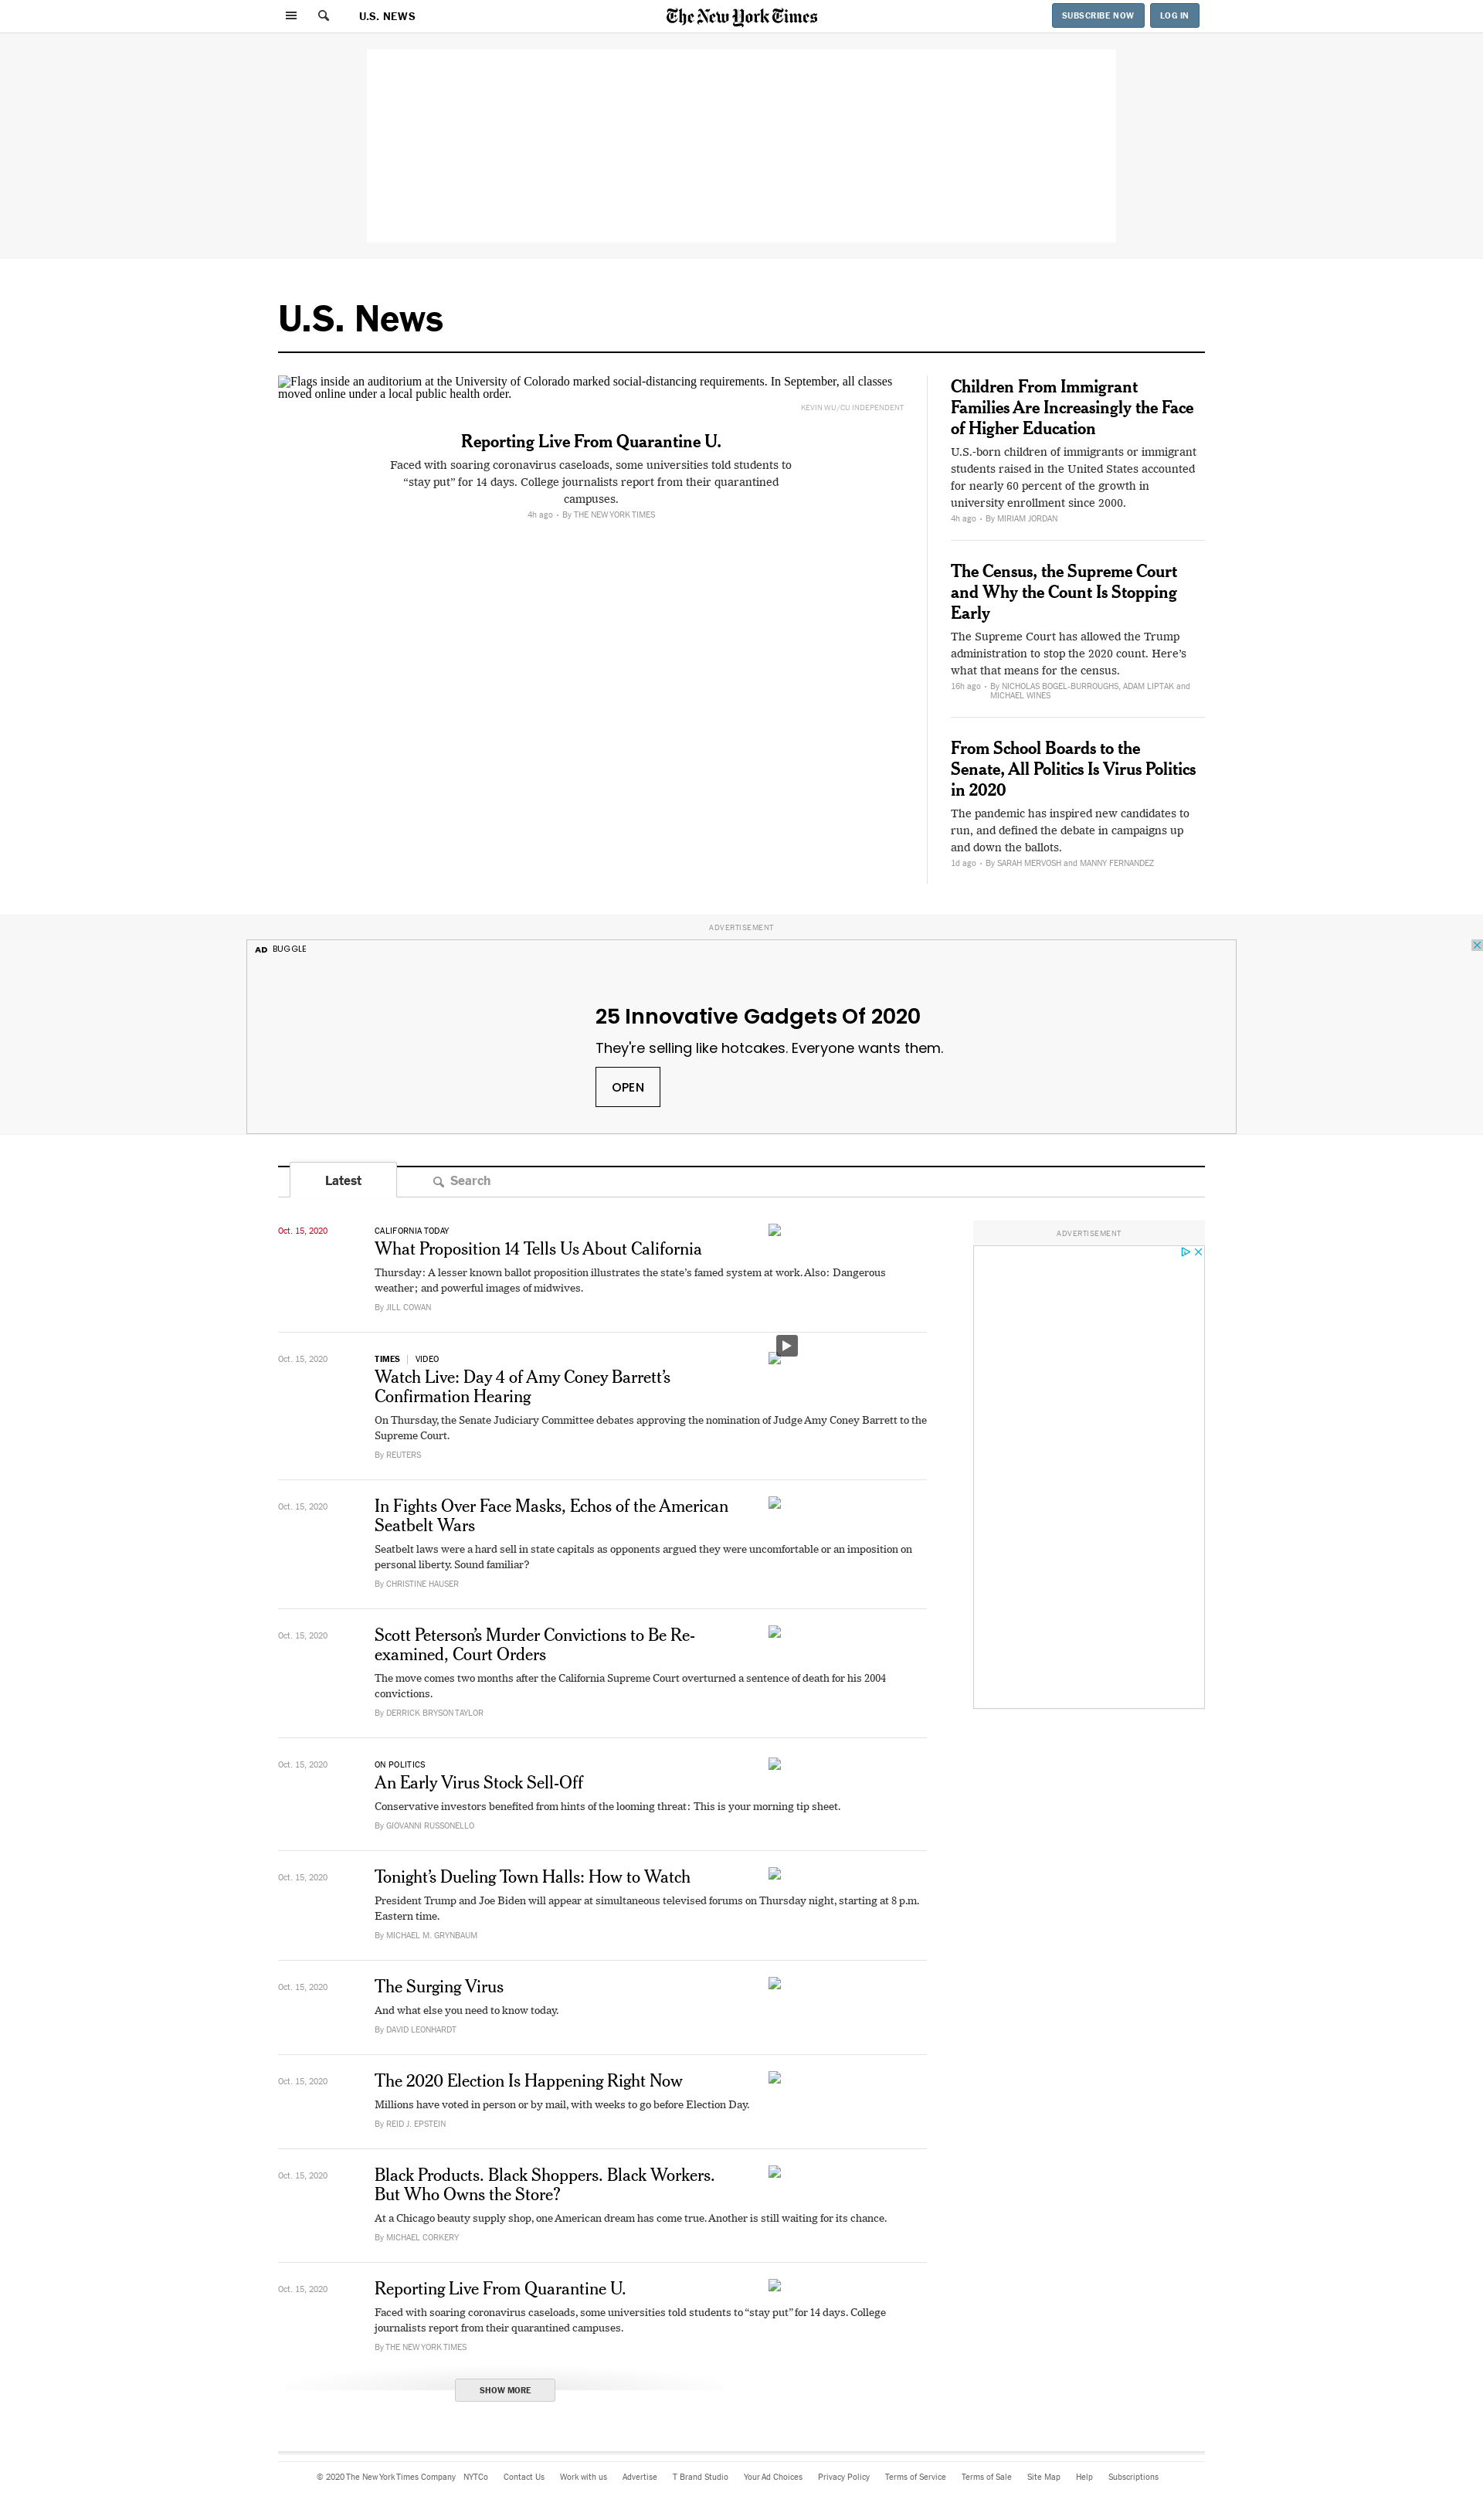 U.S. NEWS
The New York Times
SUBSCRIBE NOW
LOG IN
U.S. News
Flags inside an auditorium at the University of Colorado marked social-distancing requirements. In September, all classes
moved online under a local public health order.
KEVIN WU/CU INDEPENDENT
Reporting Live From Quarantine U.
Faced with soaring coronavirus caseloads, some universities told students to
“stay put” for 14 days. College journalists report from their quarantined
campuses.
4h ago • By THE NEW YORK TIMES
Children From Immigrant
Families Are Increasingly the Face
of Higher Education
U.S.-born children of immigrants or immigrant
students raised in the United States accounted
for nearly 60 percent of the growth in
university enrollment since 2000.
4h ago • By MIRIAM JORDAN
The Census, the Supreme Court
and Why the Count Is Stopping
Early
The Supreme Court has allowed the Trump
administration to stop the 2020 count. Here’s
what that means for the census.
16h ago • By NICHOLAS BOGEL-BURROUGHS, ADAM LIPTAK and
MICHAEL WINES
From School Boards to the
Senate, All Politics Is Virus Politics
in 2020
The pandemic has inspired new candidates to
run, and defined the debate in campaigns up
and down the ballots.
1d ago • By SARAH MERVOSH and MANNY FERNANDEZ
ADVERTISEMENT
AD BUGGLE
25 Innovative Gadgets Of 2020
They're selling like hotcakes. Everyone wants them.
OPEN
Latest
Search
Oct. 15, 2020
CALIFORNIA TODAY
What Proposition 14 Tells Us About California
Thursday: A lesser known ballot proposition illustrates the state’s famed system at work. Also: Dangerous
weather; and powerful images of midwives.
By JILL COWAN
ADVERTISEMENT
Oct. 15, 2020
TIMES | VIDEO
Watch Live: Day 4 of Amy Coney Barrett’s
Confirmation Hearing
On Thursday, the Senate Judiciary Committee debates approving the nomination of Judge Amy Coney Barrett to the
Supreme Court.
By REUTERS
Oct. 15, 2020
In Fights Over Face Masks, Echos of the American
Seatbelt Wars
Seatbelt laws were a hard sell in state capitals as opponents argued they were uncomfortable or an imposition on
personal liberty. Sound familiar?
By CHRISTINE HAUSER
Oct. 15, 2020
Scott Peterson’s Murder Convictions to Be Re-
examined, Court Orders
The move comes two months after the California Supreme Court overturned a sentence of death for his 2004
convictions.
By DERRICK BRYSON TAYLOR
Oct. 15, 2020
ON POLITICS
An Early Virus Stock Sell-Off
Conservative investors benefited from hints of the looming threat: This is your morning tip sheet.
By GIOVANNI RUSSONELLO
Oct. 15, 2020
Tonight’s Dueling Town Halls: How to Watch
President Trump and Joe Biden will appear at simultaneous televised forums on Thursday night, starting at 8 p.m.
Eastern time.
By MICHAEL M. GRYNBAUM
Oct. 15, 2020
The Surging Virus
And what else you need to know today.
By DAVID LEONHARDT
Oct. 15, 2020
The 2020 Election Is Happening Right Now
Millions have voted in person or by mail, with weeks to go before Election Day.
By REID J. EPSTEIN
Oct. 15, 2020
Black Products. Black Shoppers. Black Workers.
But Who Owns the Store?
At a Chicago beauty supply shop, one American dream has come true. Another is still waiting for its chance.
By MICHAEL CORKERY
Oct. 15, 2020
Reporting Live From Quarantine U.
Faced with soaring coronavirus caseloads, some universities told students to “stay put” for 14 days. College
journalists report from their quarantined campuses.
By THE NEW YORK TIMES
SHOW MORE
© 2020 The New York Times Company NYTCo Contact Us Work with us Advertise T Brand Studio Your Ad Choices Privacy Policy Terms of Service Terms of Sale Site Map Help Subscriptions